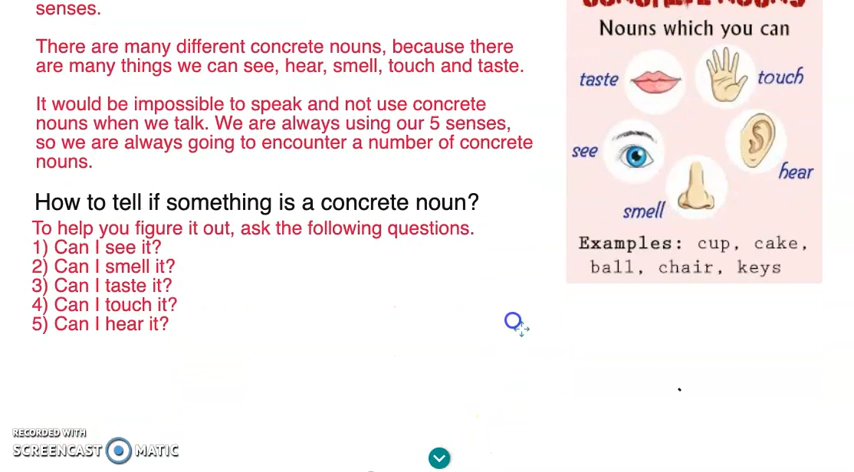 senses.
There are many different concrete nouns, because there
are many things we can see, hear, smell, touch and taste.
It would be impossible to speak and not use concrete
nouns when we talk. We are always using our 5 senses,
so we are always going to encounter a number of concrete
nouns.
How to tell if something is a concrete noun?
To help you figure it out, ask the following questions.
1) Can I see it?
2) Can I smell it?
3) Can I taste it?
4) Can I touch it?
5) Can I hear it?
CONCRETE NOUNS
Nouns which you can
taste
touch
see
hear
smell
Examples: cup, cake,
ball, chair, keys
RECORDED WITH
SCREENCAST MATIC